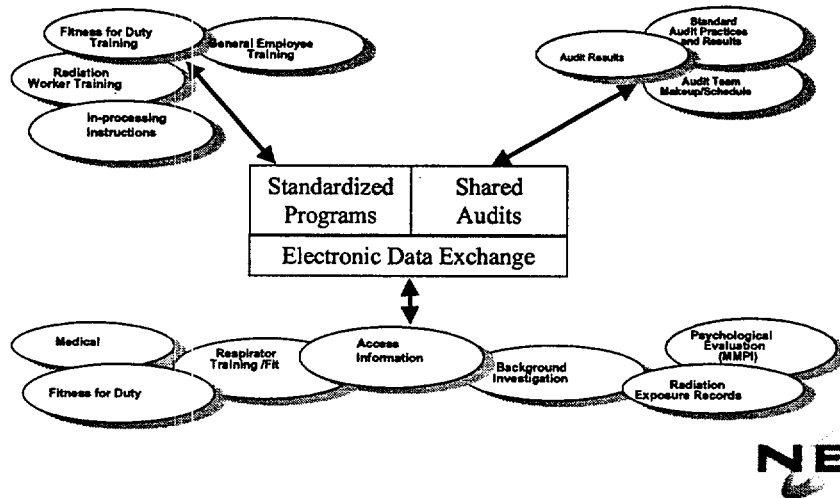 Fitness for Duty
Training
General Employee
Training
Radiation
Worker Training
In-processing
Instructions
Standard
Audit Practices
and Results
Audit Results
Audit Team
Makeup/Schedule
Standardized
Programs
Shared
Audits
Electronic Data Exchange
Medical
Respirator
Training /Fit
Access
Information
Background
Investigation
Psychological
Evaluation
(MMPI)
Fitness for Duty
Radiation
Exposure Records
NE